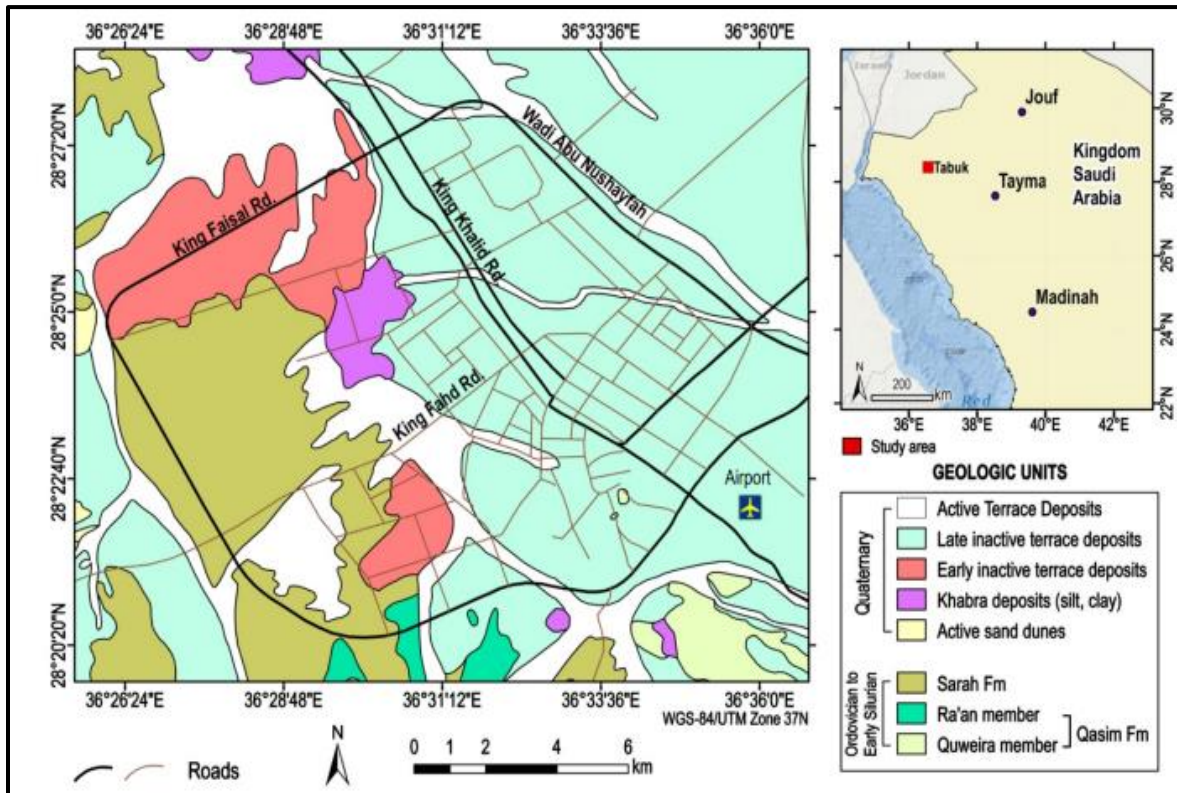 36°26'24"E 36°28'48"E 36°31'12"E 36°33'36"E 36°36'0"E
28°27'20"N
28°25'0"N
28°22'40"N
28°20'20"N
King Faisal Rd.
King Khalid Rd.
Wadi Abu Nushayfah
King Fahd Rd.
Airport
36°26'24"E 36°28'48"E 36°31'12"E 36°33'36"E 36°36'0"E
WGS-84/UTM Zone 37N
Roads
N
0 1 2 4 6
km
Jordan
Jouf
Kingdom
Saudi
Arabia
Tabuk
Tayma
Madinah
N
200
km
Red
30°N
28°N
26°N
24°N
22°N
36°E 38°E 40°E 42°E
Study area
GEOLOGIC UNITS
Quaternary
Active Terrace Deposits
Late inactive terrace deposits
Early inactive terrace deposits
Khabra deposits (silt, clay)
Active sand dunes
Ordovician to
Early Silurian
Sarah Fm
Ra'an member
Quweira member
Qasim Fm